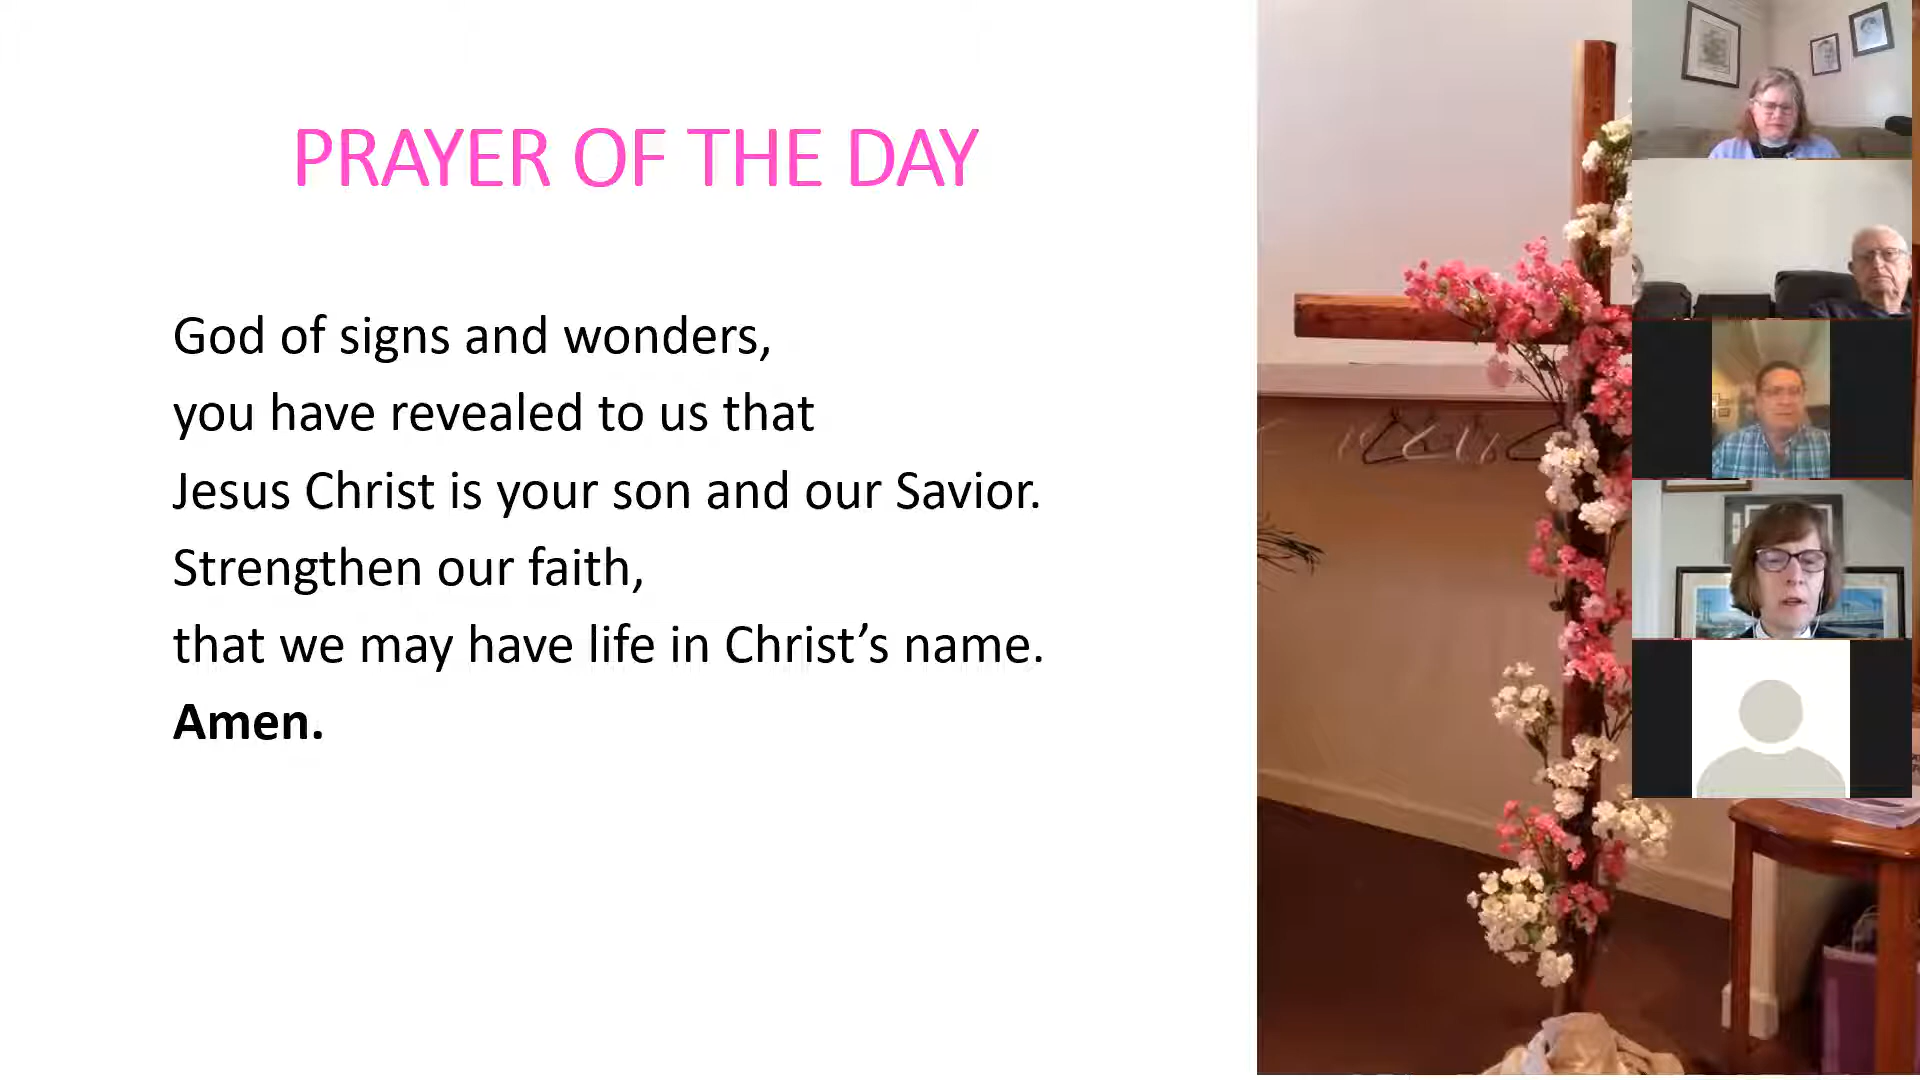 PRAYER OF THE DAY
God of signs and wonders,
you have revealed to us that
Jesus Christ is your son and our Savior.
Strengthen our faith,
that we may have life in Christ’s name.
Amen.